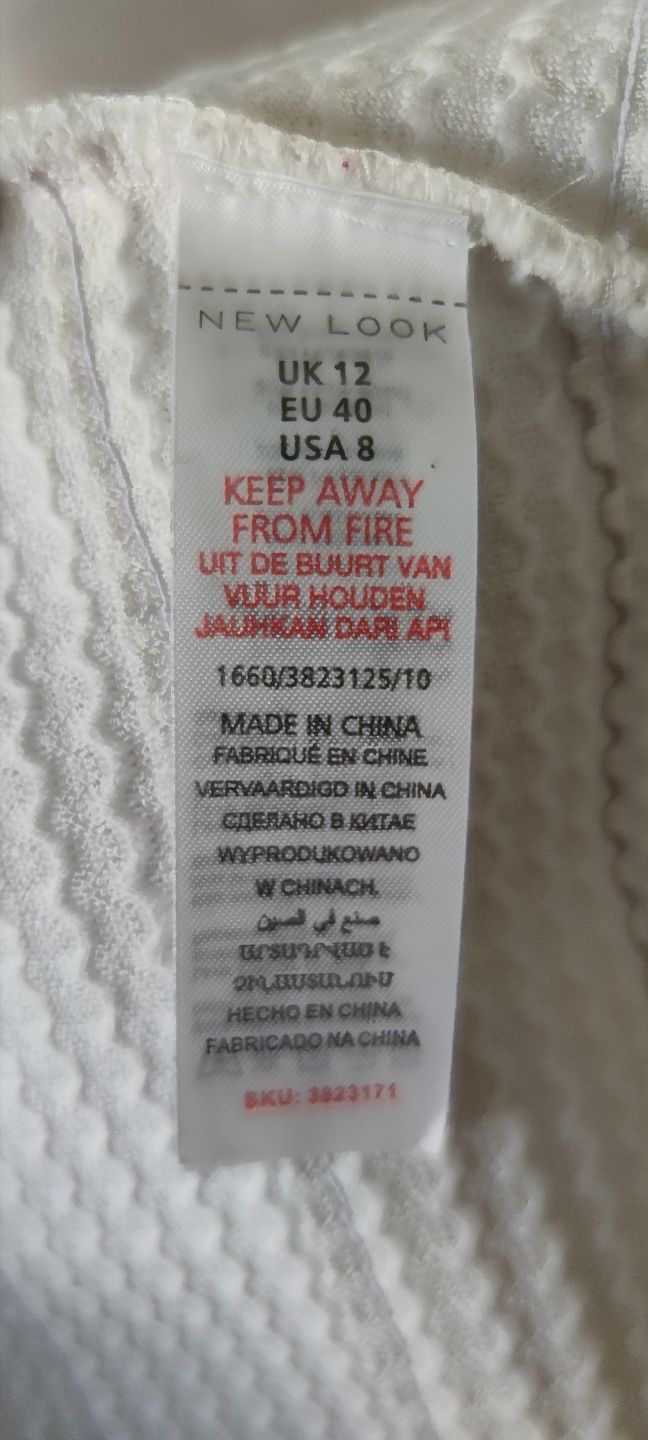 NEW LOOK
UK 12
EU 40
USA 8
KEEP AWAY
FROM FIRE
UIT DE BUURT VAN
VUUR HOUDEN
JAUHKAN DARI API
1660/3823125/10
MADE IN CHINA
FABRIQUÉ EN CHINE
VERVAARDIGD IN CHINA
СДЕЛАНО В КИТАЕ
WYPRODUKOWANO
W CHINACH.
صنع في الصين
ԱՐՏԱԴՐՎԱԾ Է
ՉԻՆԱՍՏԱՆՈՒՄ
HECHO EN CHINA
FABRICADO NA CHINA
SKU: 3823171